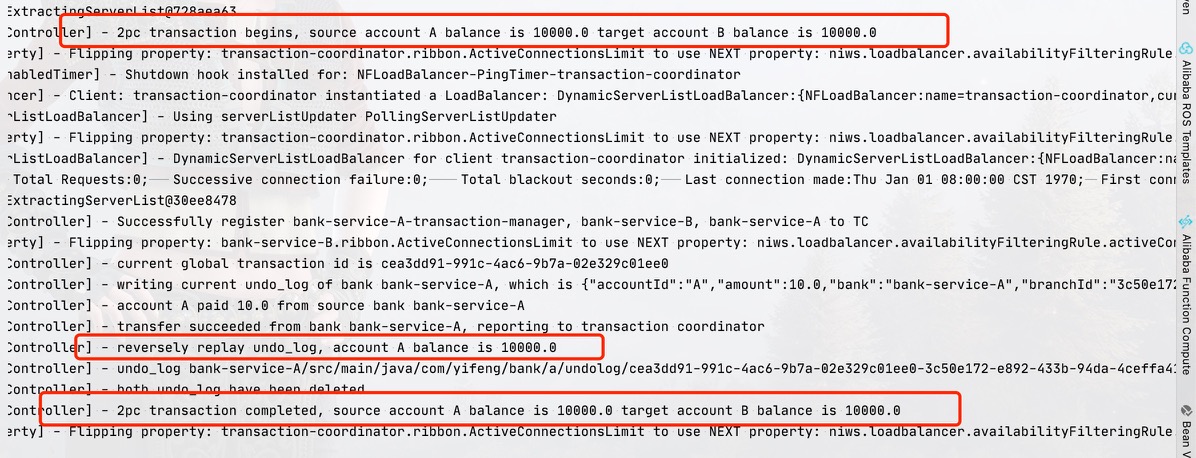 ExtractingServerList@728aea63
Controller] - 2pc transaction begins, source account A balance is 10000.0 target account B balance is 10000.0
erty] - Flipping property: transaction-coordinator.ribbon.ActiveConnectionsLimit to use NEXT property: niws.loadbalancer.availabilityFilteringRule
nabledTimer] - Shutdown hook installed for: NFLoadBalancer-PingTimer-transaction-coordinator
ncer] - Client: transaction-coordinator instantiated a LoadBalancer: DynamicServerListLoadBalancer:{NFLoadBalancer:name=transaction-coordinator,cur
rListLoadBalancer] - Using serverListUpdater PollingServerListUpdater
erty] - Flipping property: transaction-coordinator.ribbon.ActiveConnectionsLimit to use NEXT property: niws.loadbalancer.availabilityFilteringRule
rListLoadBalancer] - DynamicServerListLoadBalancer for client transaction-coordinator initialized: DynamicServerListLoadBalancer:{NFLoadBalancer:na
Total Requests:0; Successive connection failure:0; Total blackout seconds:0; Last connection made:Thu Jan 01 08:00:00 CST 1970; First conn
ExtractingServerList@30ee8478
Controller] - Successfully register bank-service-A-transaction-manager, bank-service-B, bank-service-A to TC
erty] - Flipping property: bank-service-B.ribbon.ActiveConnectionsLimit to use NEXT property: niws.loadbalancer.availabilityFilteringRule.activeCon
Controller] - current global transaction id is cea3dd91-991c-4ac6-9b7a-02e329c01ee0
Controller] - writing current undo_log of bank bank-service-A, which is {"accountId":"A","amount":10.0,"bank":"bank-service-A","branchId":"3c50e172
Controller] - account A paid 10.0 from source bank bank-service-A
Controller] - transfer succeeded from bank bank-service-A, reporting to transaction coordinator
Controller] - reversely replay undo_log, account A balance is 10000.0
Controller] - undo_log bank-service-A/src/main/java/com/yifeng/bank/a/undolog/cea3dd91-991c-4ac6-9b7a-02e329c01ee0-3c50e172-e892-433b-94da-4ceffa41
Controller] - both undo_log have been deleted
Controller] - 2pc transaction completed, source account A balance is 10000.0 target account B balance is 10000.0
erty] - Flipping property: transaction-coordinator.ribbon.ActiveConnectionsLimit to use NEXT property: niws.loadbalancer.availabilityFilteringRule
ven
Alibaba ROS Templates
Alibaba Function Compute
Bean V